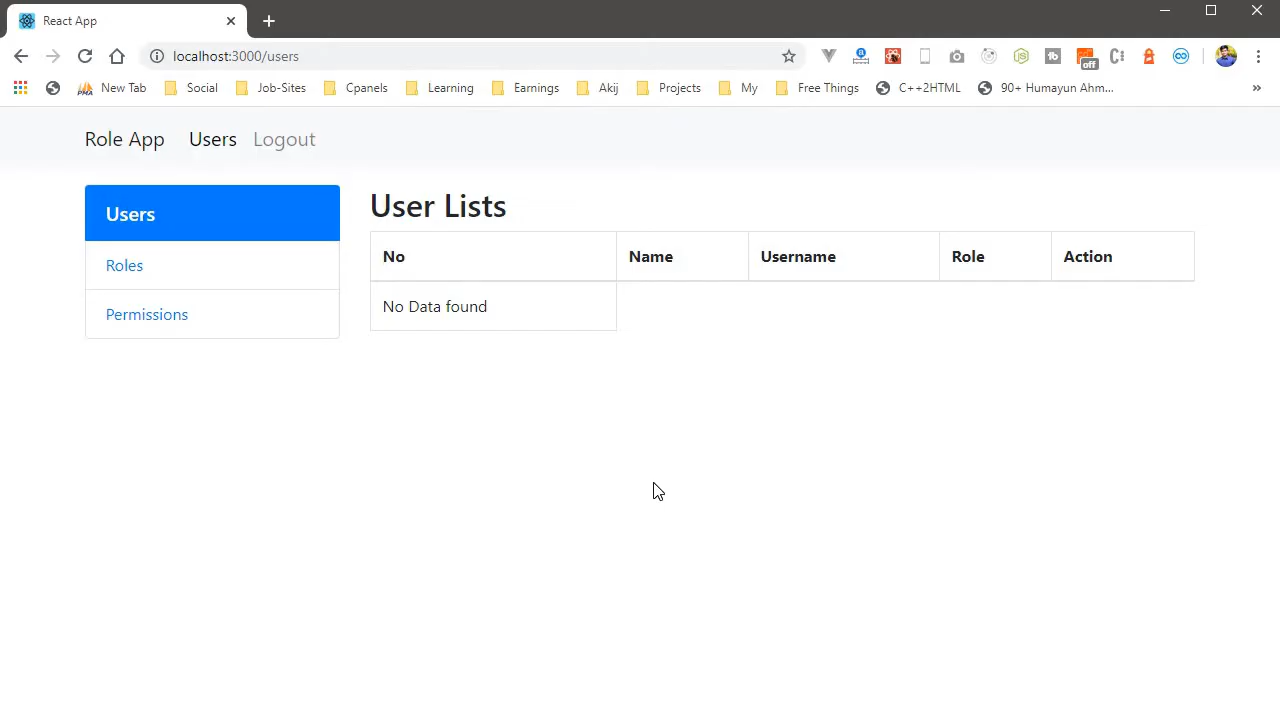 React App
localhost:3000/users
off
New Tab Social Job-Sites Cpanels Learning Earnings Akij Projects My Free Things C++2HTML 90+ Humayun Ahm...
Role App Users Logout
Users
Roles
Permissions
User Lists
No Name Username Role Action
No Data found